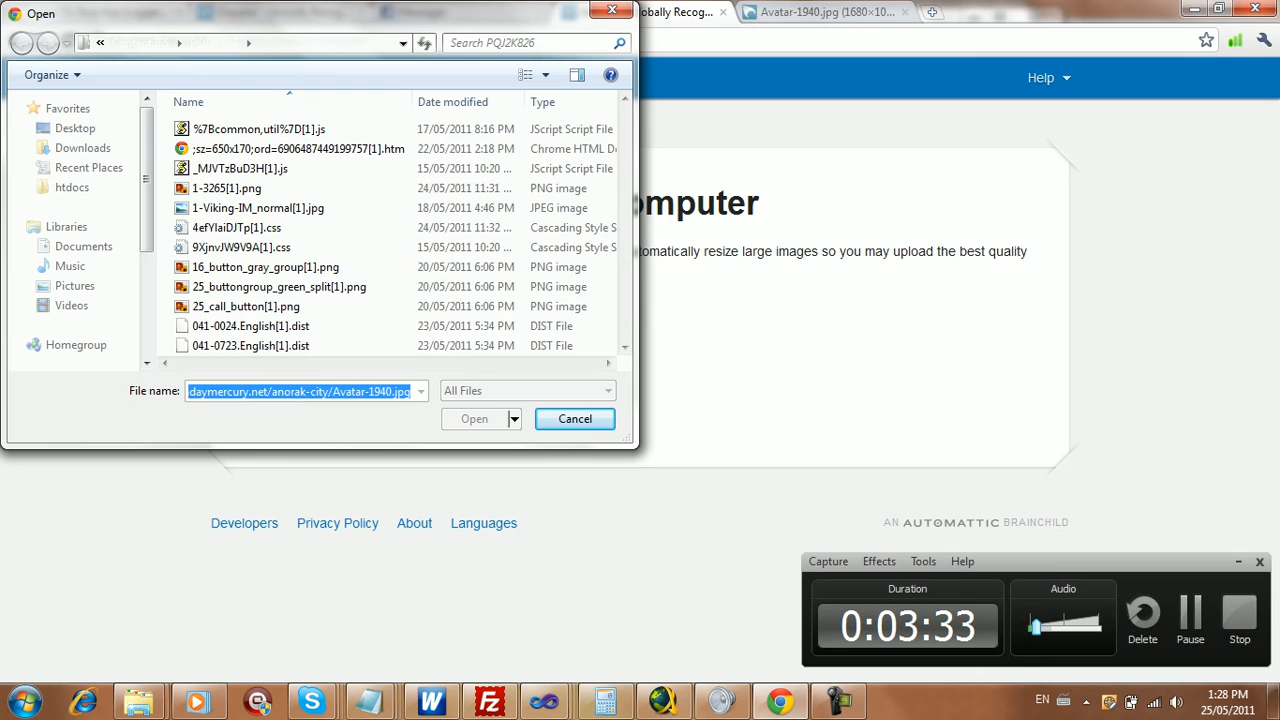 Open
obally Recog...
Avatar-1940.jpg (1680×10...
«
Search PQJ2K826
Organize
Help
Name
Date modified
Type
Favorites
Desktop
Downloads
Recent Places
htdocs
Libraries
Documents
Music
Pictures
Videos
Homegroup
%7Bcommon,util%7D[1].js 17/05/2011 8:16 PM JScript Script File
;sz=650x170;ord=6906487449199757[1].htm 22/05/2011 2:18 PM Chrome HTML Do
_MJVTzBuD3H[1].js 15/05/2011 10:20 ... JScript Script File
1-3265[1].png 24/05/2011 11:31 ... PNG image
1-Viking-IM_normal[1].jpg 18/05/2011 4:46 PM JPEG image
4efYIaiDJTp[1].css 24/05/2011 11:32 ... Cascading Style S
9XjnvJW9V9A[1].css 15/05/2011 10:20 ... Cascading Style S
16_button_gray_group[1].png 20/05/2011 6:06 PM PNG image
25_buttongroup_green_split[1].png 20/05/2011 6:06 PM PNG image
25_call_button[1].png 20/05/2011 6:06 PM PNG image
041-0024.English[1].dist 23/05/2011 5:34 PM DIST File
041-0723.English[1].dist 23/05/2011 5:34 PM DIST File
File name: daymercury.net/anorak-city/Avatar-1940.jpg All Files
Open
Cancel
omputer
tomatically resize large images so you may upload the best quality
Developers Privacy Policy About Languages
AN AUTOMATTIC BRAINCHILD
Capture Effects Tools Help
Duration
Audio
0:03:33
Delete
Pause
Stop
EN
1:28 PM
25/05/2011